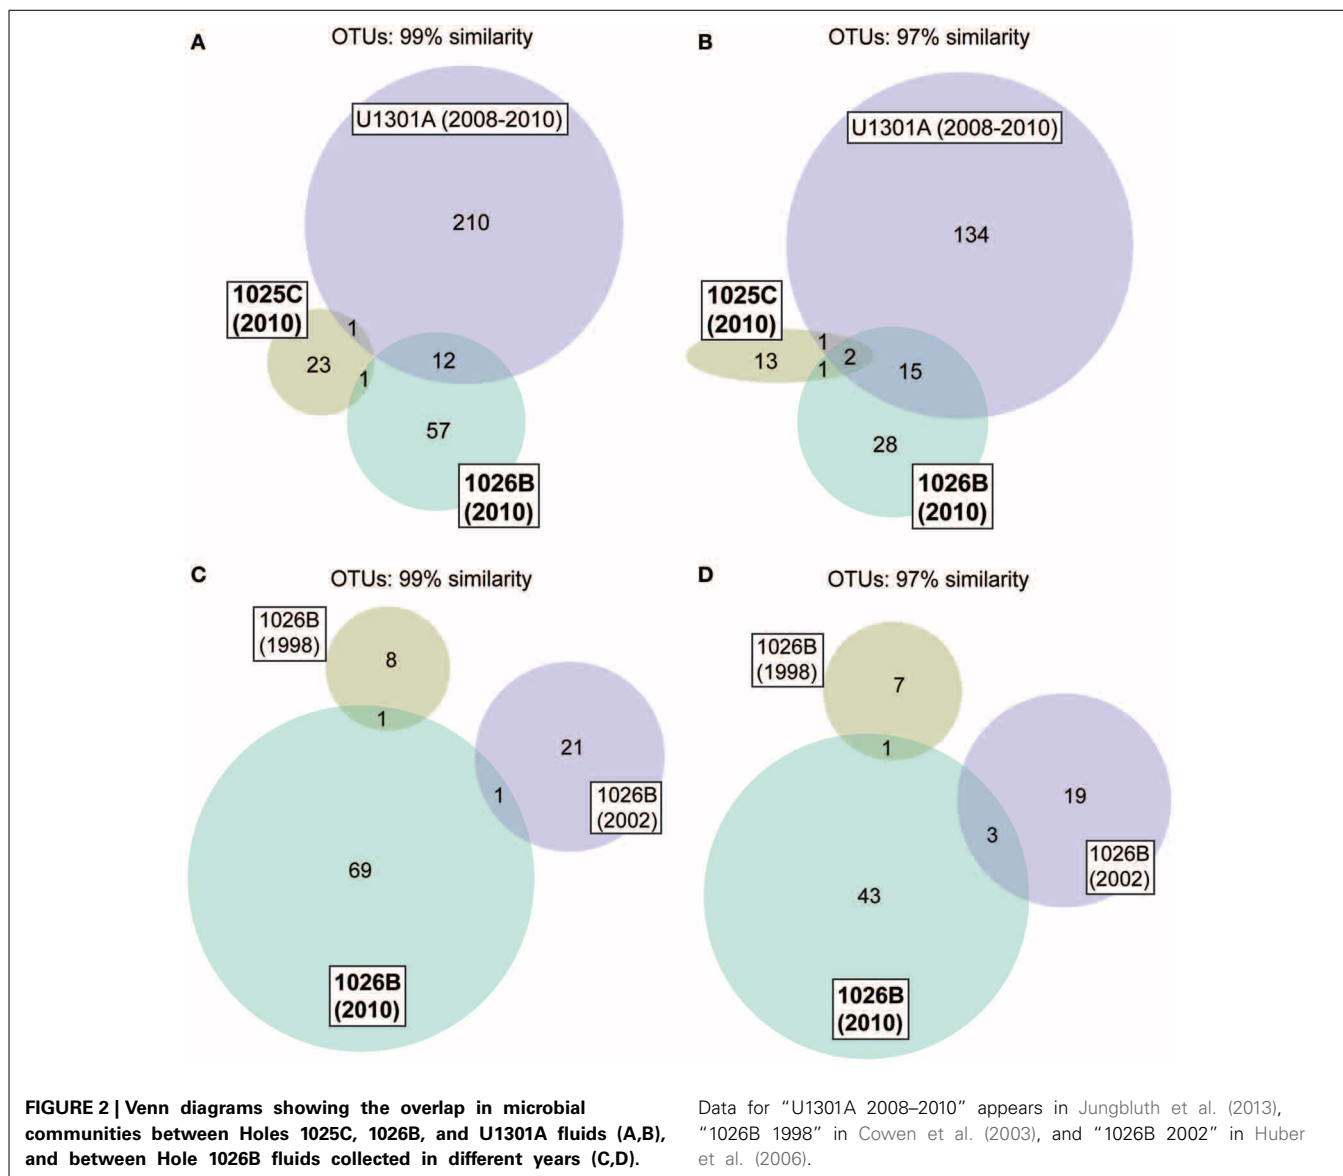 A
OTUs: 99% similarity
U1301A (2008-2010)
210
1025C
(2010)
1
23
1
12
57
1026B
(2010)
B
OTUs: 97% similarity
U1301A (2008-2010)
134
1025C
(2010)
1
13
1
2
15
28
1026B
(2010)
C
OTUs: 99% similarity
1026B
(1998)
8
1
21
1
1026B
(2002)
69
1026B
(2010)
D
OTUs: 97% similarity
1026B
(1998)
7
1
19
3
1026B
(2002)
43
1026B
(2010)
FIGURE 2 | Venn diagrams showing the overlap in microbial
communities between Holes 1025C, 1026B, and U1301A fluids (A,B),
and between Hole 1026B fluids collected in different years (C,D).
Data for “U1301A 2008–2010” appears in Jungbluth et al. (2013),
“1026B 1998” in Cowen et al. (2003), and “1026B 2002” in Huber
et al. (2006).